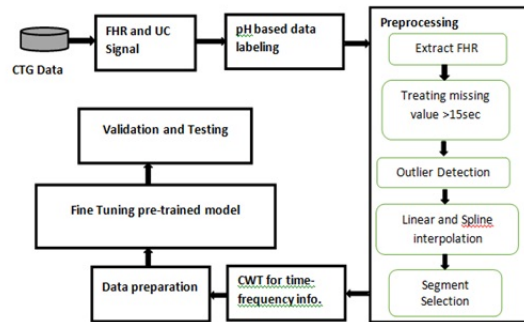 CTG Data
FHR and UC
Signal
pH based data
labeling
Preprocessing
Extract FHR
Treating missing
value >15sec
Outlier Detection
Linear and Spline
interpolation
Segment
Selection
CWT for time-
frequency info.
Data preparation
Fine Tuning pre-trained model
Validation and Testing